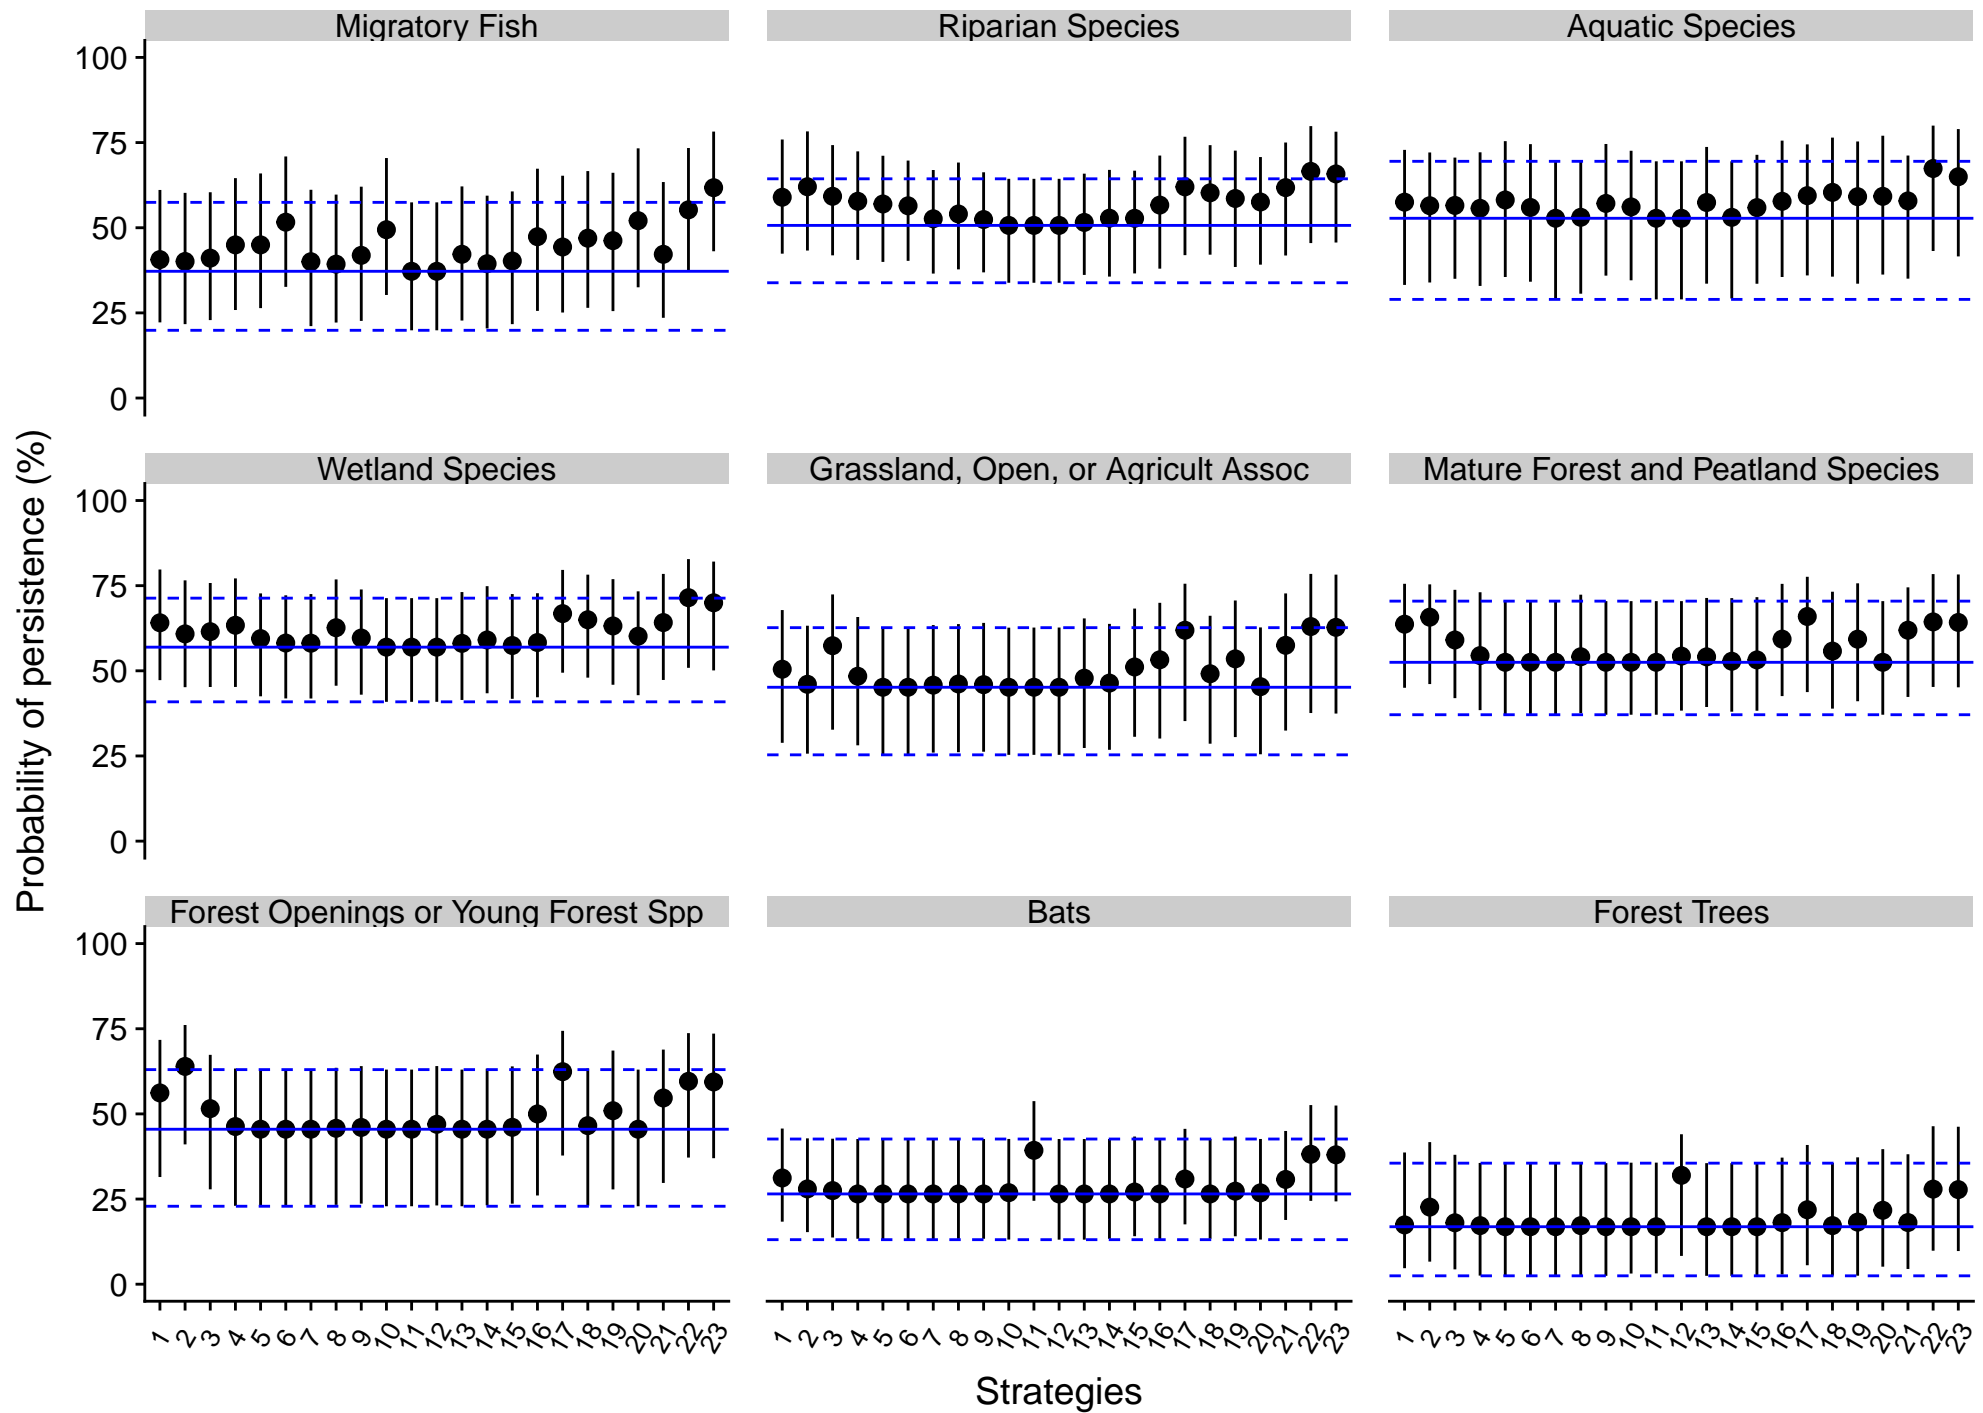 Migratory Fish
Riparian Species
Aquatic Species
100
75
50
25
0
Probability of persistence (%)
Wetland Species
Grassland, Open, or Agricult Assoc
Mature Forest and Peatland Species
100
75
50
25
0
Forest Openings or Young Forest Spp
Bats
Forest Trees
100
75
50
25
0
1 2 3 4 5 6 7 8 9 10 11 12 13 14 15 16 17 18 19 20 21 22 23
1 2 3 4 5 6 7 8 9 10 11 12 13 14 15 16 17 18 19 20 21 22 23
1 2 3 4 5 6 7 8 9 10 11 12 13 14 15 16 17 18 19 20 21 22 23
Strategies